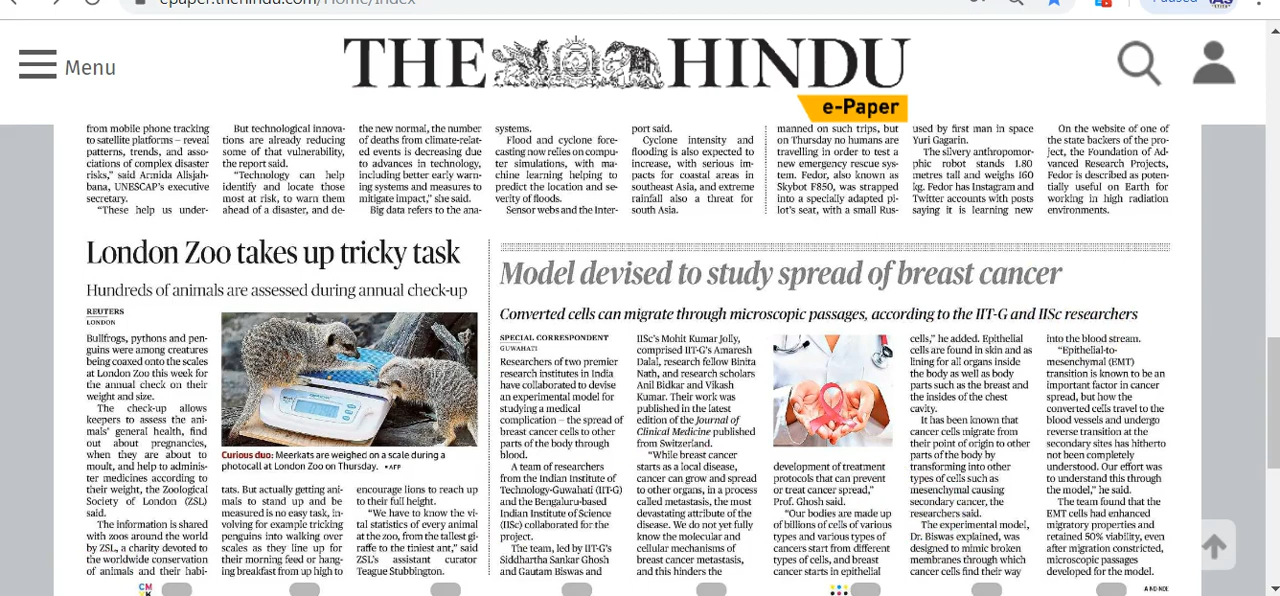 epaper.thehindu.com/Home/Index
Paused
Menu
THE HINDU
e-Paper
from mobile phone tracking
to satellite platforms – reveal
patterns, trends, and asso-
ciations of complex disaster
risks,” said Armida Alisjah-
bana, UNESCAP’s executive
secretary.
“These help us under-
But technological innova-
tions are already reducing
some of that vulnerability,
the report said.
“Technology can help
identify and locate those
most at risk, to warn them
ahead of a disaster, and de-
the new normal, the number
of deaths from climate-relat-
ed events is decreasing due
to advances in technology,
including better early warn-
ing systems and measures to
mitigate impact,” she said.
Big data refers to the ana-
systems.
Flood and cyclone fore-
casting now relies on compu-
ter simulations, with ma-
chine learning helping to
predict the location and se-
verity of floods.
Sensor webs and the Inter-
port said.
Cyclone intensity and
flooding is also expected to
increase, with serious im-
pacts for coastal areas in
southeast Asia, and extreme
rainfall also a threat for
south Asia.
manned on such trips, but
on Thursday no humans are
travelling in order to test a
new emergency rescue sys-
tem. Fedor, also known as
Skybot F850, was strapped
into a specially adapted pi-
lot’s seat, with a small Rus-
used by first man in space
Yuri Gagarin.
The silvery anthropomor-
phic robot stands 1.80
metres tall and weighs 160
kg. Fedor has Instagram and
Twitter accounts with posts
saying it is learning new
On the website of one of
the state backers of the pro-
ject, the Foundation of Ad-
vanced Research Projects,
Fedor is described as poten-
tially useful on Earth for
working in high radiation
environments.
London Zoo takes up tricky task
Hundreds of animals are assessed during annual check-up
REUTERS
LONDON
Bullfrogs, pythons and pen-
guins were among creatures
being coaxed onto the scales
at London Zoo this week for
the annual check on their
weight and size.
The check-up allows
keepers to assess the ani-
mals’ general health, find
out about pregnancies,
when they are about to
moult, and help to adminis-
ter medicines according to
their weight, the Zoological
Society of London (ZSL)
said.
The information is shared
with zoos around the world
by ZSL, a charity devoted to
the worldwide conservation
of animals and their habi-
Curious duo: Meerkats are weighed on a scale during a
photocall at London Zoo on Thursday. •AFP
tats. But actually getting ani-
mals to stand up and be
measured is no easy task, in-
volving for example tricking
penguins into walking over
scales as they line up for
their morning feed or hang-
ing breakfast from up high to
encourage lions to reach up
to their full height.
“We have to know the vi-
tal statistics of every animal
at the zoo, from the tallest gi-
raffe to the tiniest ant,” said
ZSL’s assistant curator
Teague Stubbington.
Model devised to study spread of breast cancer
Converted cells can migrate through microscopic passages, according to the IIT-G and IISc researchers
SPECIAL CORRESPONDENT
GUWAHATI
Researchers of two premier
research institutes in India
have collaborated to devise
an experimental model for
studying a medical
complication – the spread of
breast cancer cells to other
parts of the body through
blood.
A team of researchers
from the Indian Institute of
Technology-Guwahati (IIT-G)
and the Bengaluru-based
Indian Institute of Science
(IISc) collaborated for the
project.
The team, led by IIT-G’s
Siddhartha Sankar Ghosh
and Gautam Biswas and
IISc’s Mohit Kumar Jolly,
comprised IIT-G’s Amaresh
Dalal, research fellow Binita
Nath, and research scholars
Anil Bidkar and Vikash
Kumar. Their work was
published in the latest
edition of the Journal of
Clinical Medicine published
from Switzerland.
“While breast cancer
starts as a local disease,
cancer can grow and spread
to other organs, in a process
called metastasis, the most
devastating attribute of the
disease. We do not yet fully
know the molecular and
cellular mechanisms of
breast cancer metastasis,
and this hinders the
development of treatment
protocols that can prevent
or treat cancer spread,”
Prof. Ghosh said.
“Our bodies are made up
of billions of cells of various
types and various types of
cancers start from different
types of cells, and breast
cancer starts in epithelial
cells,” he added. Epithelial
cells are found in skin and as
lining for all organs inside
the body as well as body
parts such as the breast and
the insides of the chest
cavity.
It has been known that
cancer cells migrate from
their point of origin to other
parts of the body by
transforming into other
types of cells such as
mesenchymal causing
secondary cancer, the
researchers said.
The experimental model,
Dr. Biswas explained, was
designed to mimic broken
membranes through which
cancer cells find their way
into the blood stream.
“Epithelial-to-
mesenchymal (EMT)
transition is known to be an
important factor in cancer
spread, but how the
converted cells travel to the
blood vessels and undergo
reverse transition at the
secondary sites has hitherto
not been completely
understood. Our effort was
to understand this through
the model,” he said.
The team found that the
EMT cells had enhanced
migratory properties and
retained 50% viability, even
after migration constricted,
microscopic passages
developed for the model.
CM
YK
A ND-NDE